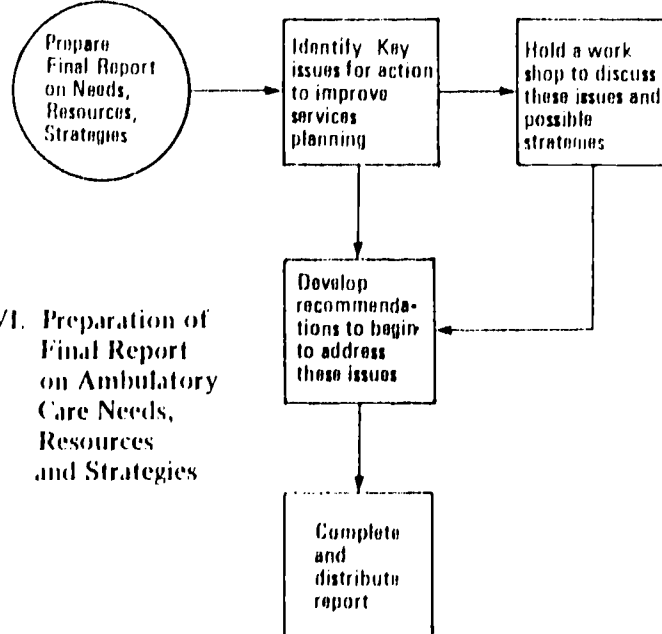 Prepare
Final Report
on Needs,
Resources,
Strategies
Identify Key
issues for action
to improve
services
planning
Hold a work
shop to discuss
these issues and
possible
strategies
Develop
recommenda-
tions to begin
to address
these issues
VI. Preparation of
Final Report
on Ambulatory
Care Needs,
Resources
and Strategies
Complete
and
distribute
report